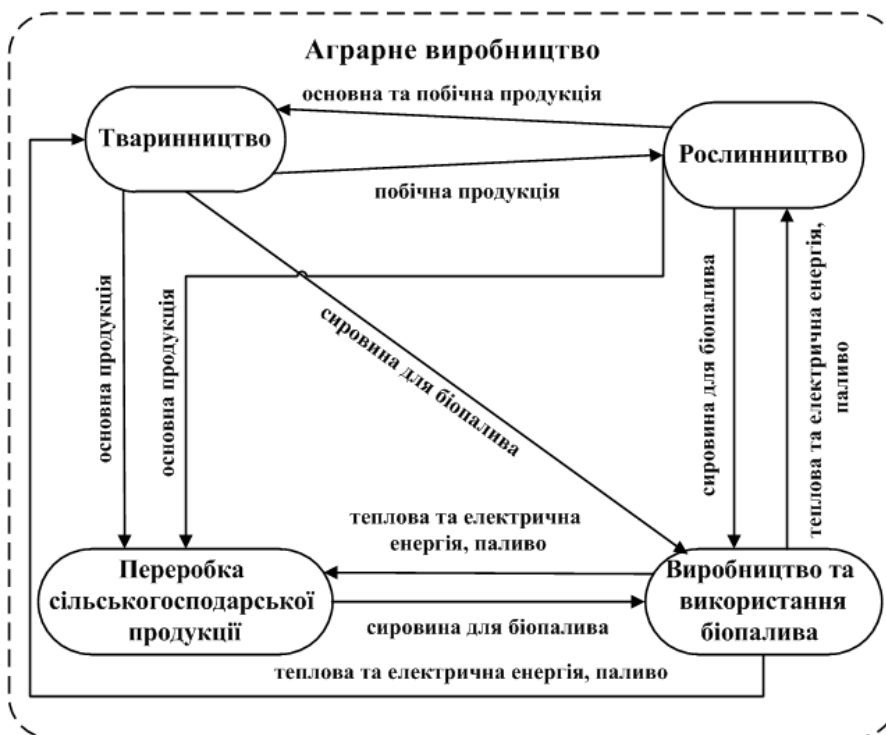 Аграрне виробництво
основна та побічна продукція
Тваринництво
Рослинництво
побічна продукція
основна продукція
основна продукція
сировина для біопалива
сировина для біопалива
теплова та електрична енергія,
паливо
теплова та електрична
енергія, паливо
Переробка
сільськогосподарської
продукції
Виробництво та
використання
біопалива
сировина для біопалива
теплова та електрична енергія, паливо